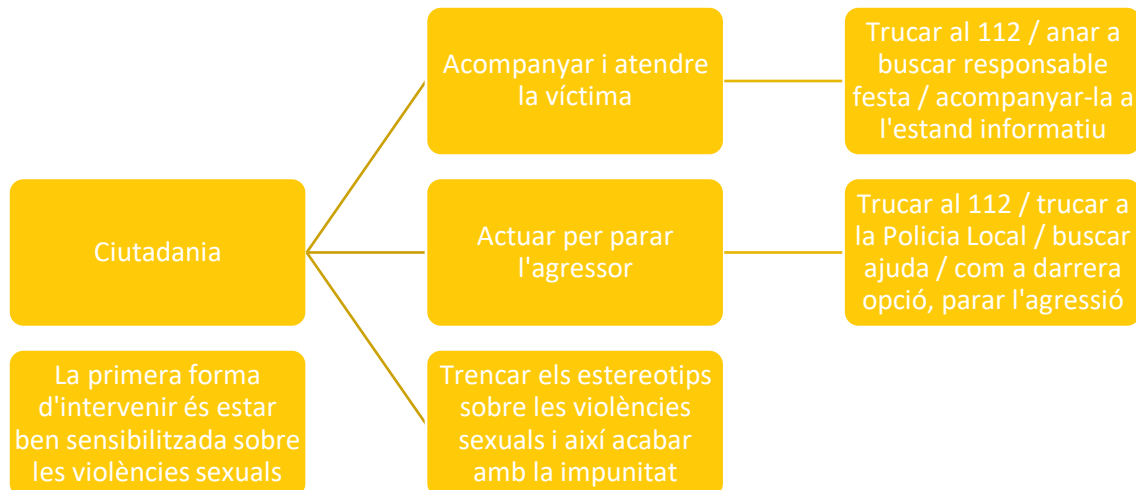 Acompanyar i atendre
la víctima
Trucar al 112 / anar a
buscar responsable
festa / acompanyar-la a
l'estand informatiu
Ciutadania
Actuar per parar
l'agressor
Trucar al 112 / trucar a
la Policia Local / buscar
ajuda / com a darrera
opció, parar l'agressió
La primera forma
d'intervenir és estar
ben sensibilitzada sobre
les violències sexuals
Trencar els estereotips
sobre les violències
sexuals i així acabar
amb la impunitat